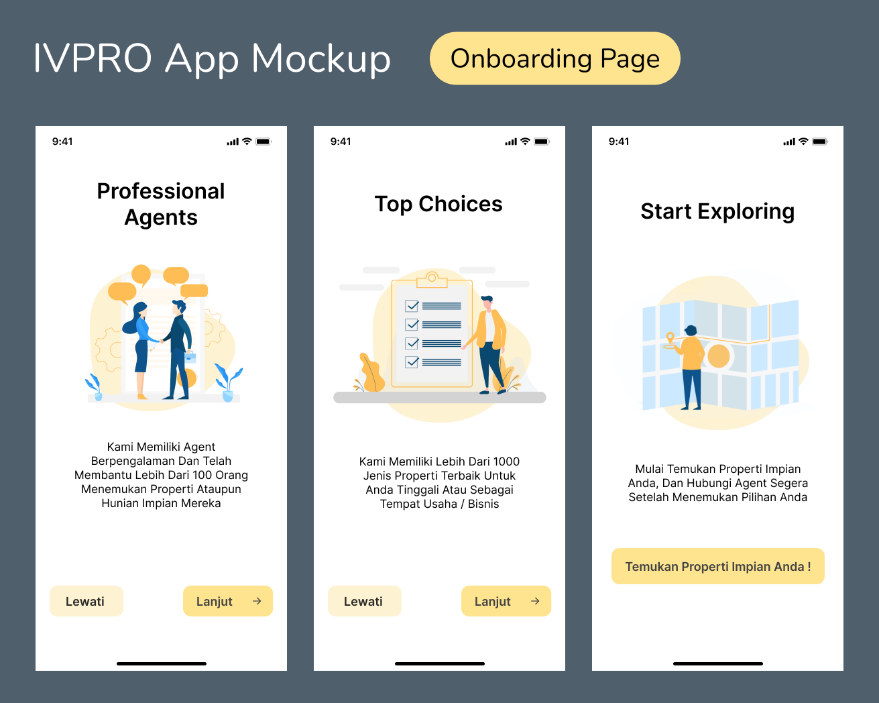 IVPRO App Mockup
Onboarding Page
9:41
Professional
Agents
Kami Memiliki Agent
Berpengalaman Dan Telah
Membantu Lebih Dari 100 Orang
Menemukan Properti Ataupun
Hunian Impian Mereka
Lewati
Lanjut →
9:41
Top Choices
Kami Memiliki Lebih Dari 1000
Jenis Properti Terbaik Untuk
Anda Tinggali Atau Sebagai
Tempat Usaha / Bisnis
Lewati
Lanjut →
9:41
Start Exploring
Mulai Temukan Properti Impian
Anda, Dan Hubungi Agent Segera
Setelah Menemukan Pilihan Anda
Temukan Properti Impian Anda !